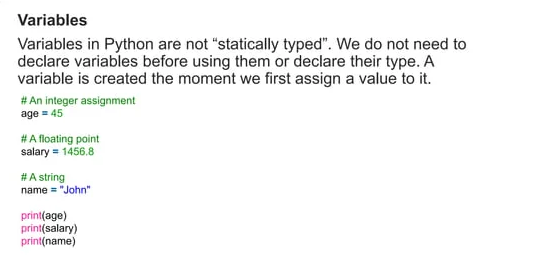 Variables
Variables in Python are not “statically typed”. We do not need to
declare variables before using them or declare their type. A
variable is created the moment we first assign a value to it.
# An integer assignment
age = 45
# A floating point
salary = 1456.8
# A string
name = "John"
print(age)
print(salary)
print(name)